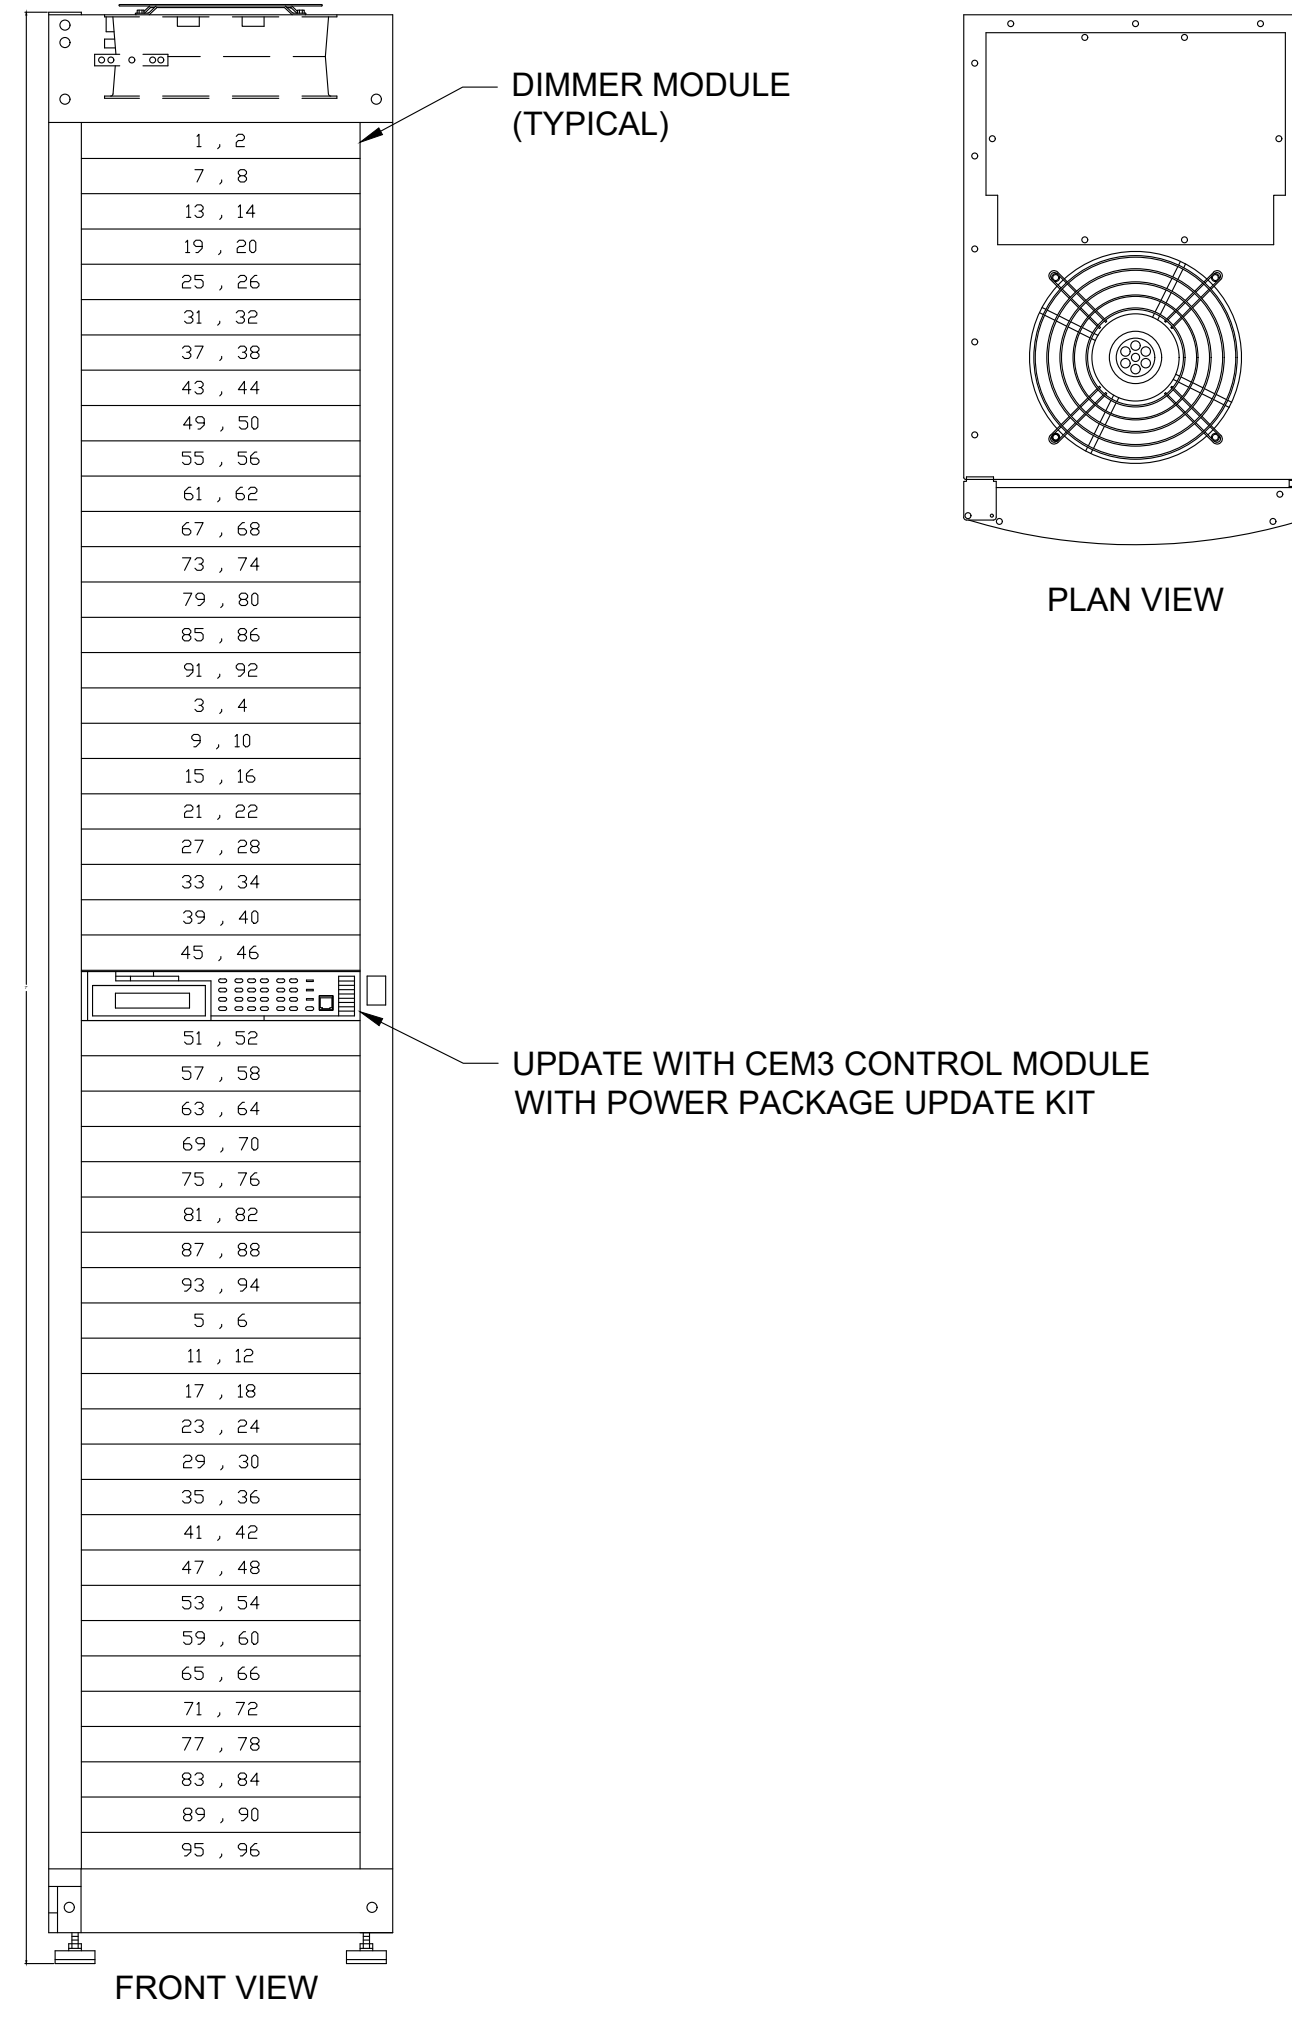 DIMMER MODULE
(TYPICAL)
1 , 2
7 , 8
13 , 14
19 , 20
25 , 26
31 , 32
37 , 38
43 , 44
49 , 50
55 , 56
61 , 62
67 , 68
73 , 74
79 , 80
85 , 86
91 , 92
3 , 4
9 , 10
15 , 16
21 , 22
27 , 28
33 , 34
39 , 40
45 , 46
51 , 52
57 , 58
63 , 64
69 , 70
75 , 76
81 , 82
87 , 88
93 , 94
5 , 6
11 , 12
17 , 18
23 , 24
29 , 30
35 , 36
41 , 42
47 , 48
53 , 54
59 , 60
65 , 66
71 , 72
77 , 78
83 , 84
89 , 90
95 , 96
UPDATE WITH CEM3 CONTROL MODULE
WITH POWER PACKAGE UPDATE KIT
FRONT VIEW
PLAN VIEW